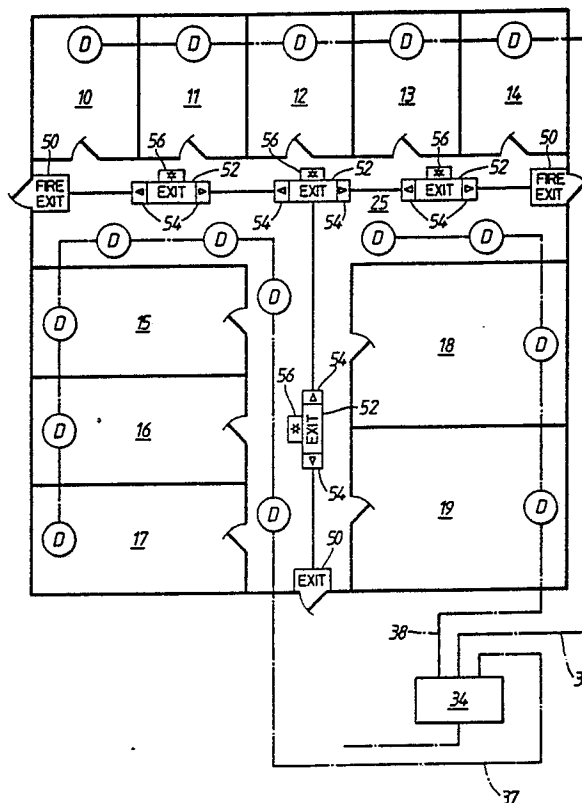 D D D D D
10 11 12 13 14
50 56 52 56 52 56 52 50
FIRE EXIT
EXIT
EXIT
EXIT
FIRE EXIT
54 54 54 25 54
D D D D
D
D 15 18 D
54
56 EXIT 52
D 16
54
D 17 D 19 D
50
EXIT
38
34
37